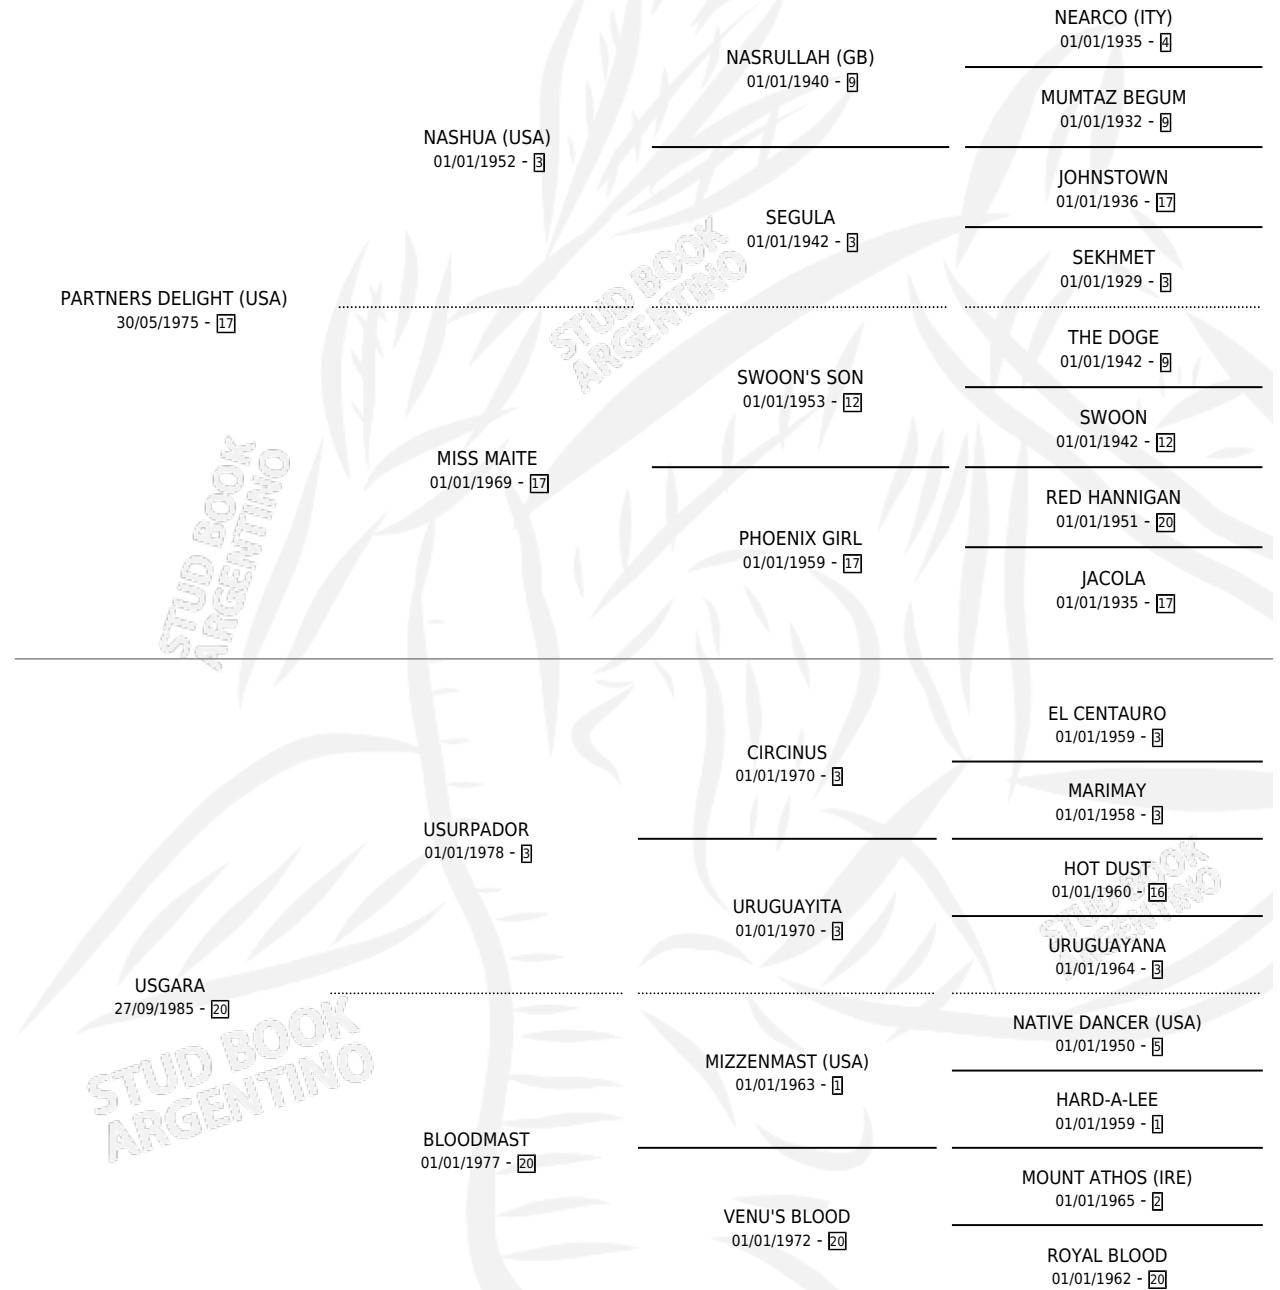 NEARCO (ITY)
01/01/1935 - 4
NASRULLAH (GB)
01/01/1940 - 9
MUMTAZ BEGUM
01/01/1932 - 9
NASHUA (USA)
01/01/1952 - 3
JOHNSTOWN
01/01/1936 - 17
SEGULA
01/01/1942 - 3
SEKHMET
01/01/1929 - 3
PARTNERS DELIGHT (USA)
30/05/1975 - 17
THE DOGE
01/01/1942 - 9
SWOON'S SON
01/01/1953 - 12
SWOON
01/01/1942 - 12
MISS MAITE
01/01/1969 - 17
RED HANNIGAN
01/01/1951 - 20
PHOENIX GIRL
01/01/1959 - 17
JACOLA
01/01/1935 - 17
EL CENTAURO
01/01/1959 - 3
CIRCINUS
01/01/1970 - 3
MARIMAY
01/01/1958 - 3
USURPADOR
01/01/1978 - 3
HOT DUST
01/01/1960 - 16
URUGUAYITA
01/01/1970 - 3
URUGUAYANA
01/01/1964 - 3
USGARA
27/09/1985 - 20
NATIVE DANCER (USA)
01/01/1950 - 5
MIZZENMAST (USA)
01/01/1963 - 1
HARD-A-LEE
01/01/1959 - 1
BLOODMAST
01/01/1977 - 20
MOUNT ATHOS (IRE)
01/01/1965 - 2
VENU'S BLOOD
01/01/1972 - 20
ROYAL BLOOD
01/01/1962 - 20
STUD BOOK
ARGENTINO
STUD BOOK
ARGENTINO
STUD BOOK
ARGENTINO
STUD BOOK
ARGENTINO